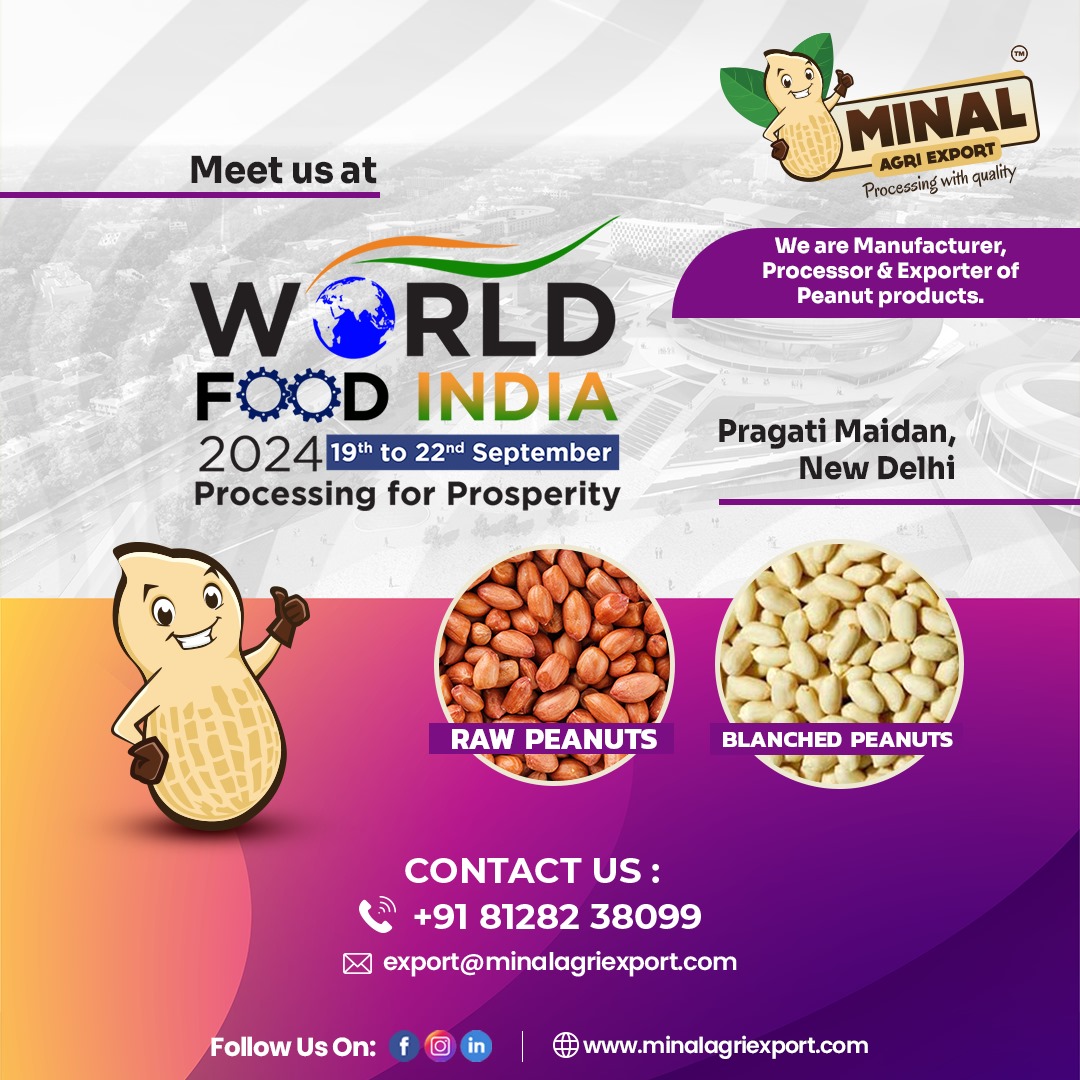 MINAL
TM
AGRI EXPORT
Processing with quality
Meet us at
WORLD
FOOD INDIA
2024 19th to 22nd September
Processing for Prosperity
We are Manufacturer,
Processor & Exporter of
Peanut products.
Pragati Maidan,
New Delhi
RAW PEANUTS
BLANCHED PEANUTS
CONTACT US :
+91 81282 38099
export@minalagriexport.com
Follow Us On: f in www.minalagriexport.com